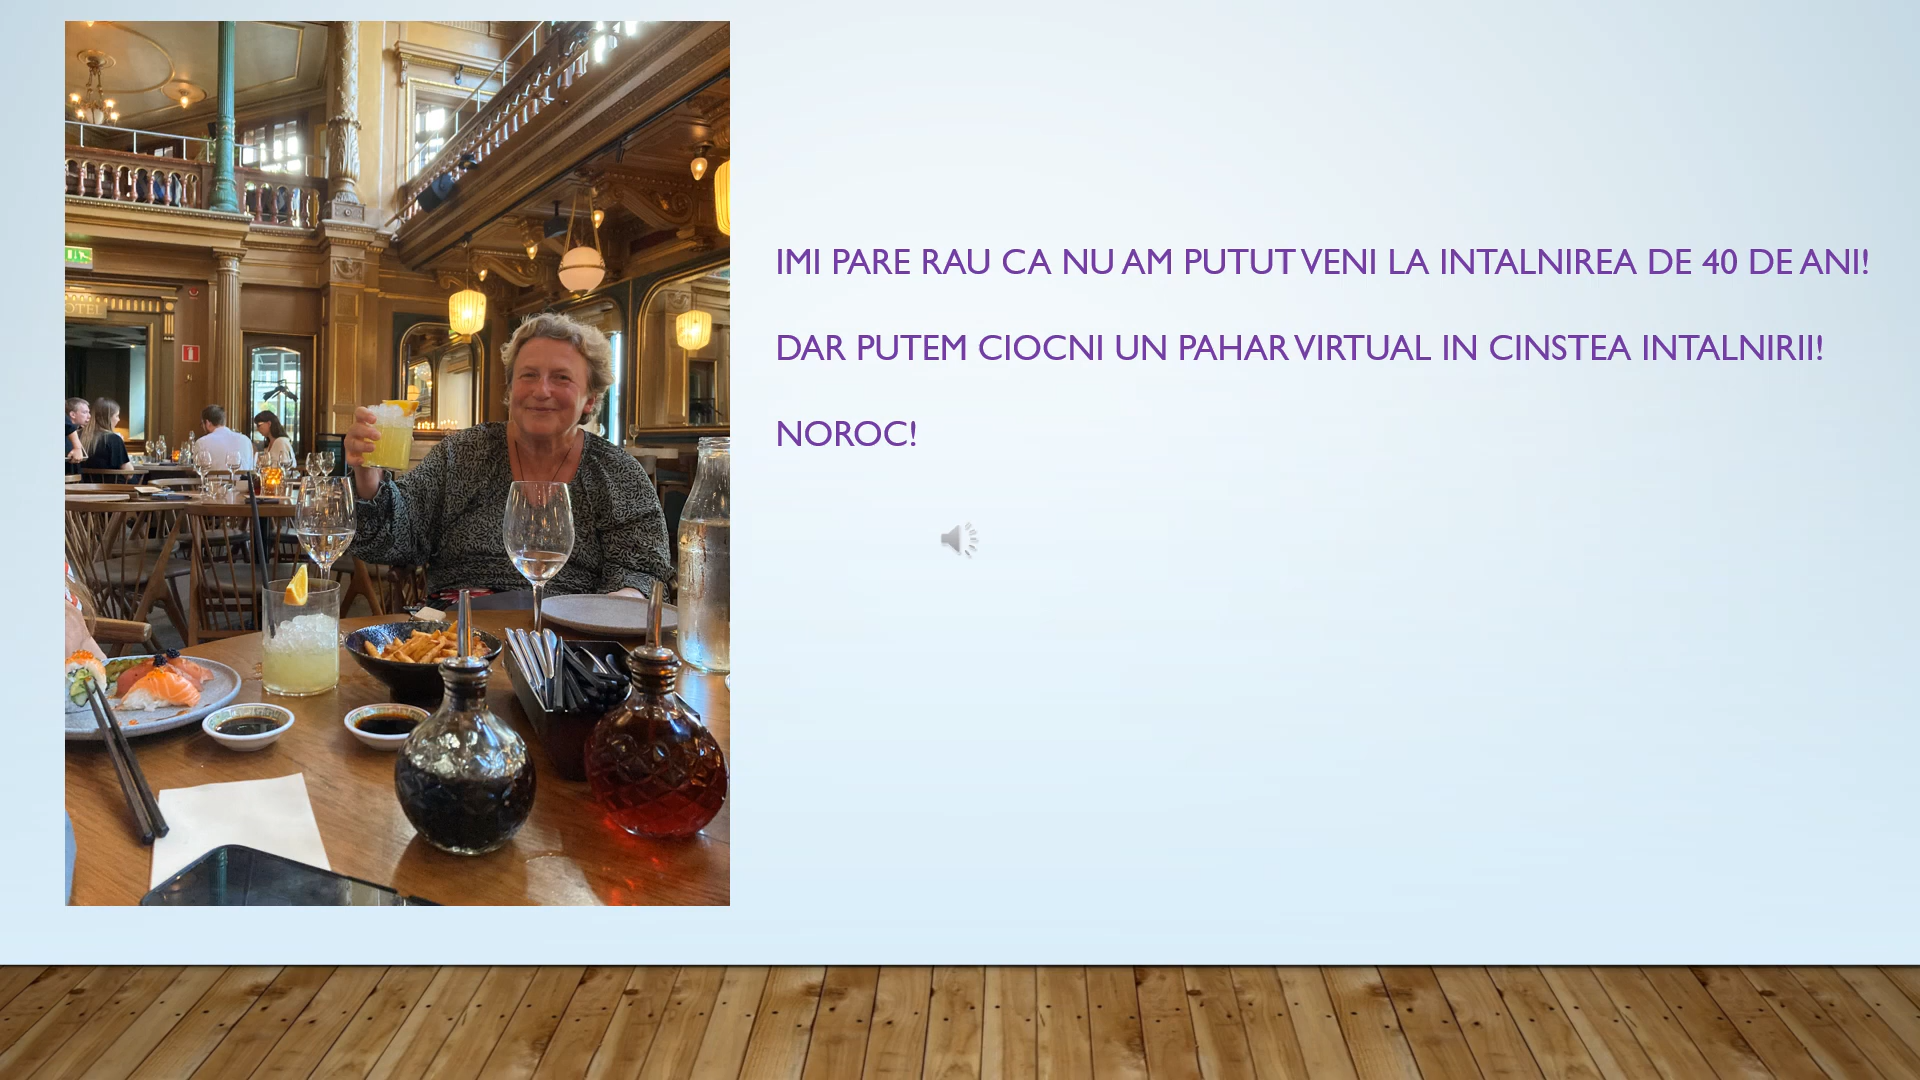 IMI PARE RAU CA NU AM PUTUT VENI LA INTALNIREA DE 40 DE ANI!
DAR PUTEM CIOCNI UN PAHAR VIRTUAL IN CINSTEA INTALNIRII!
NOROC!